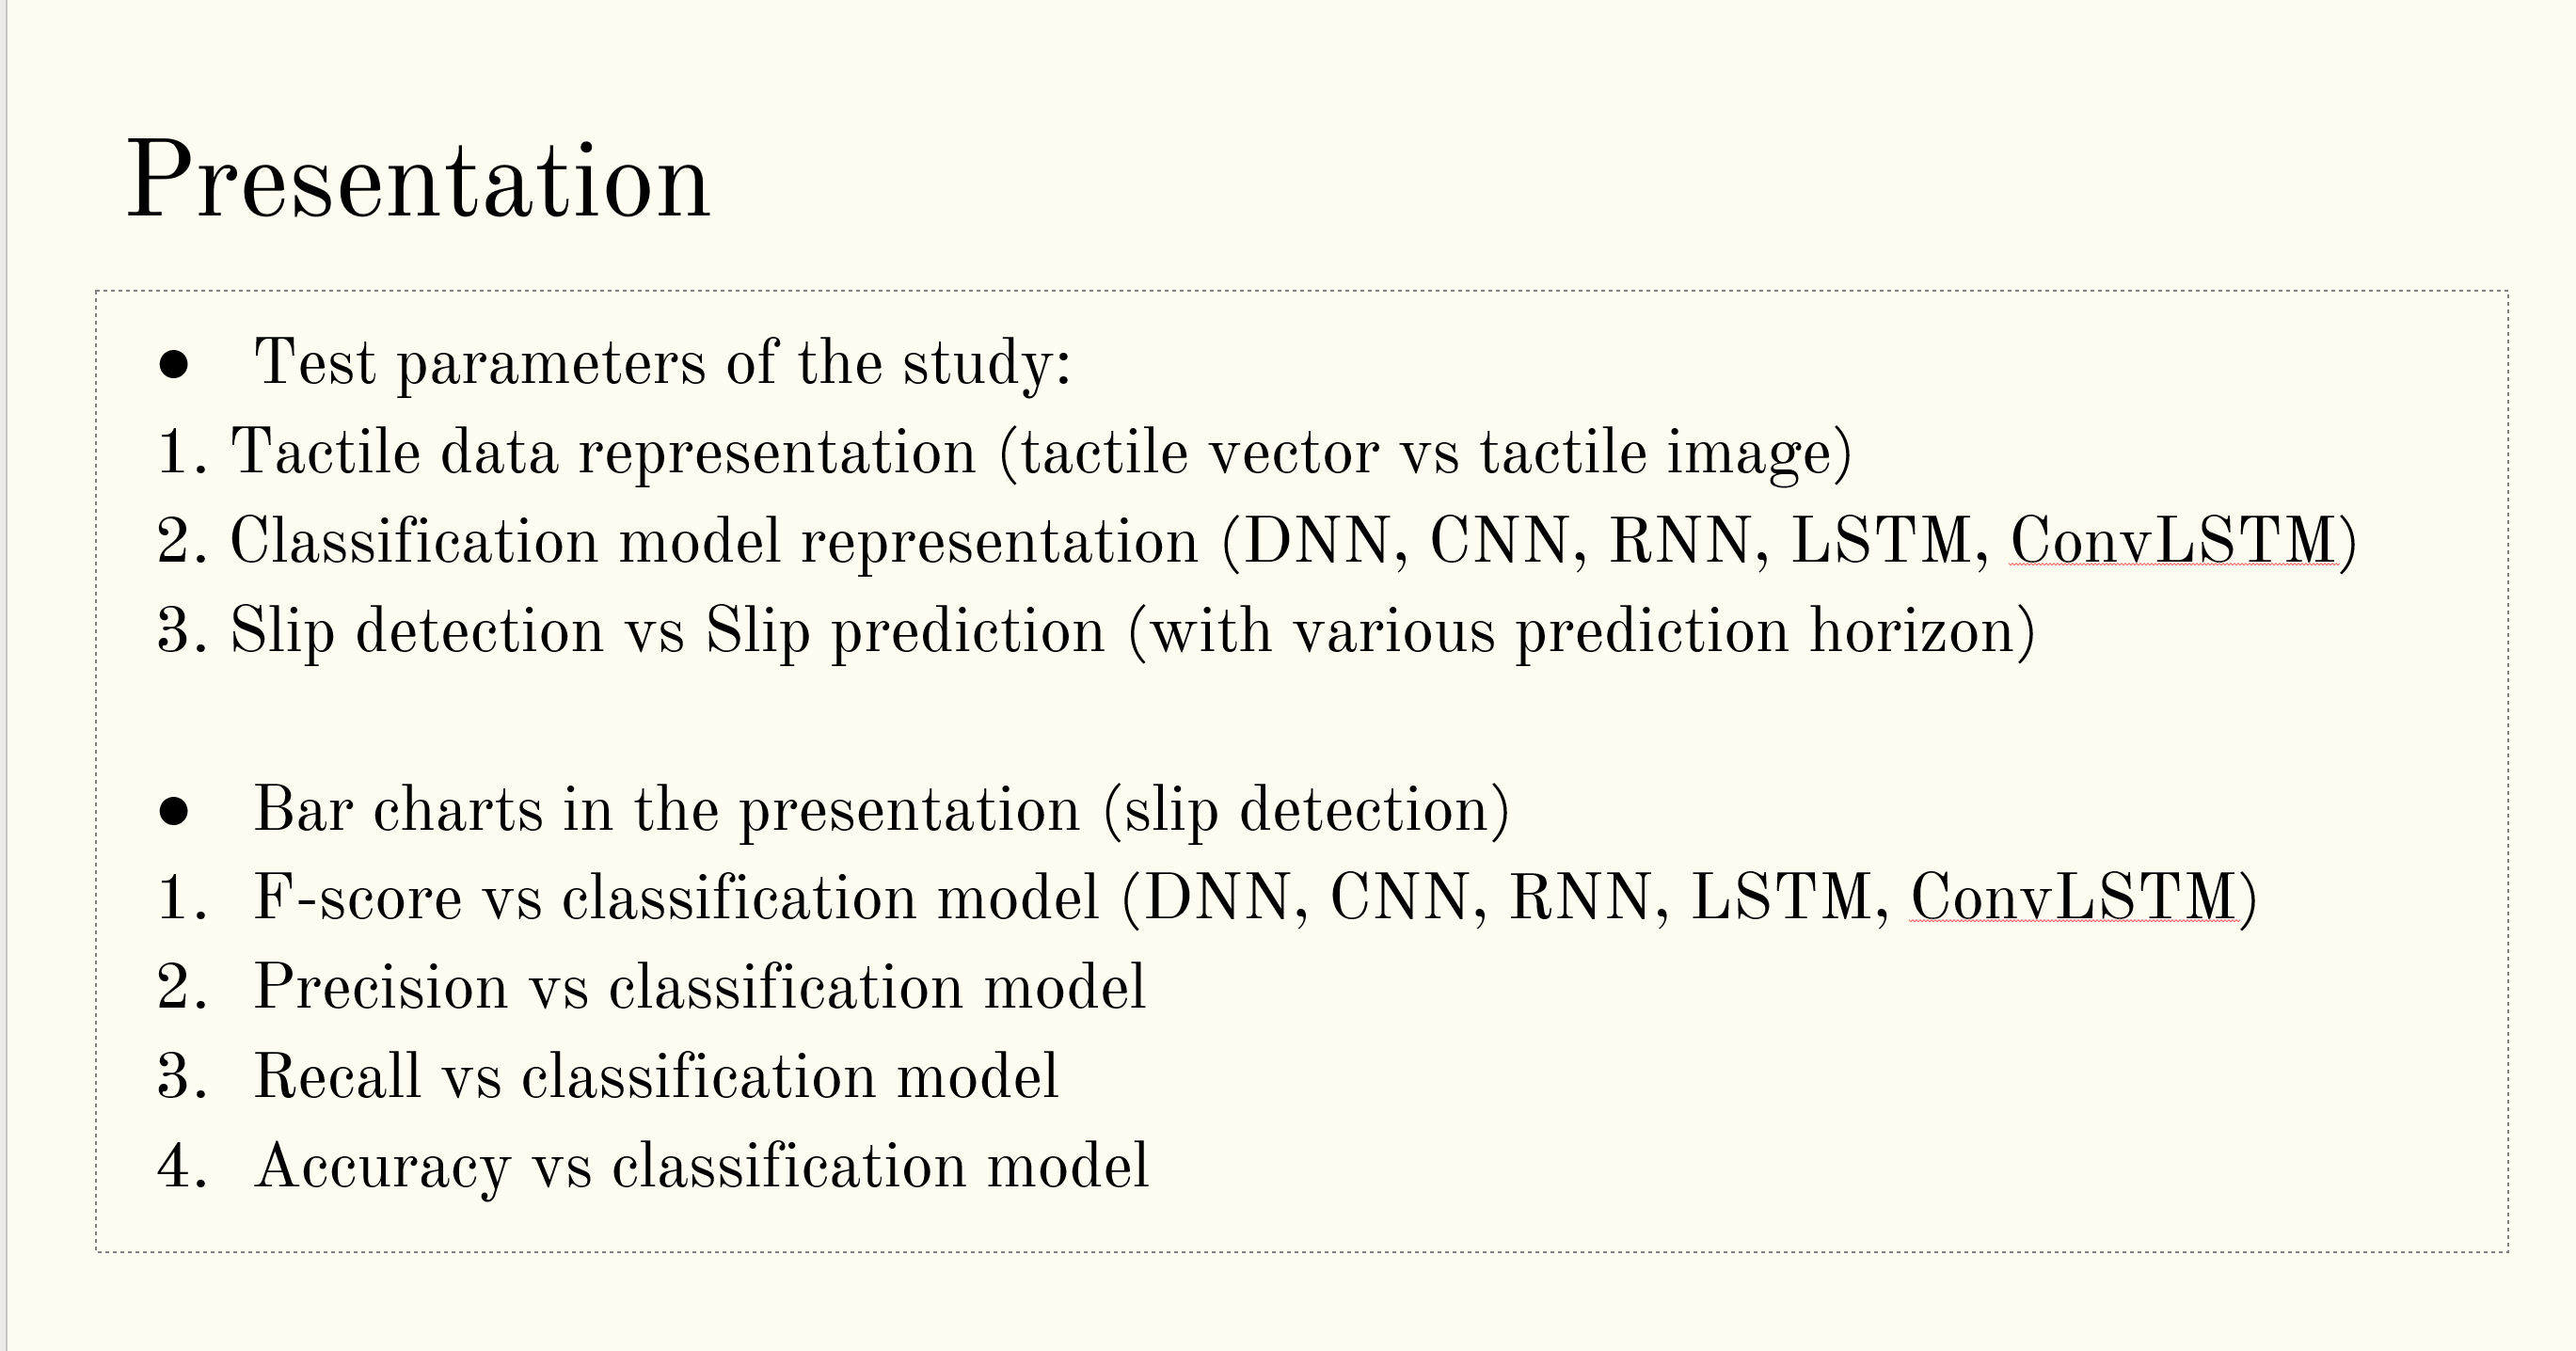 Presentation
● Test parameters of the study:
1. Tactile data representation (tactile vector vs tactile image)
2. Classification model representation (DNN, CNN, RNN, LSTM, ConvLSTM)
3. Slip detection vs Slip prediction (with various prediction horizon)
● Bar charts in the presentation (slip detection)
1. F-score vs classification model (DNN, CNN, RNN, LSTM, ConvLSTM)
2. Precision vs classification model
3. Recall vs classification model
4. Accuracy vs classification model